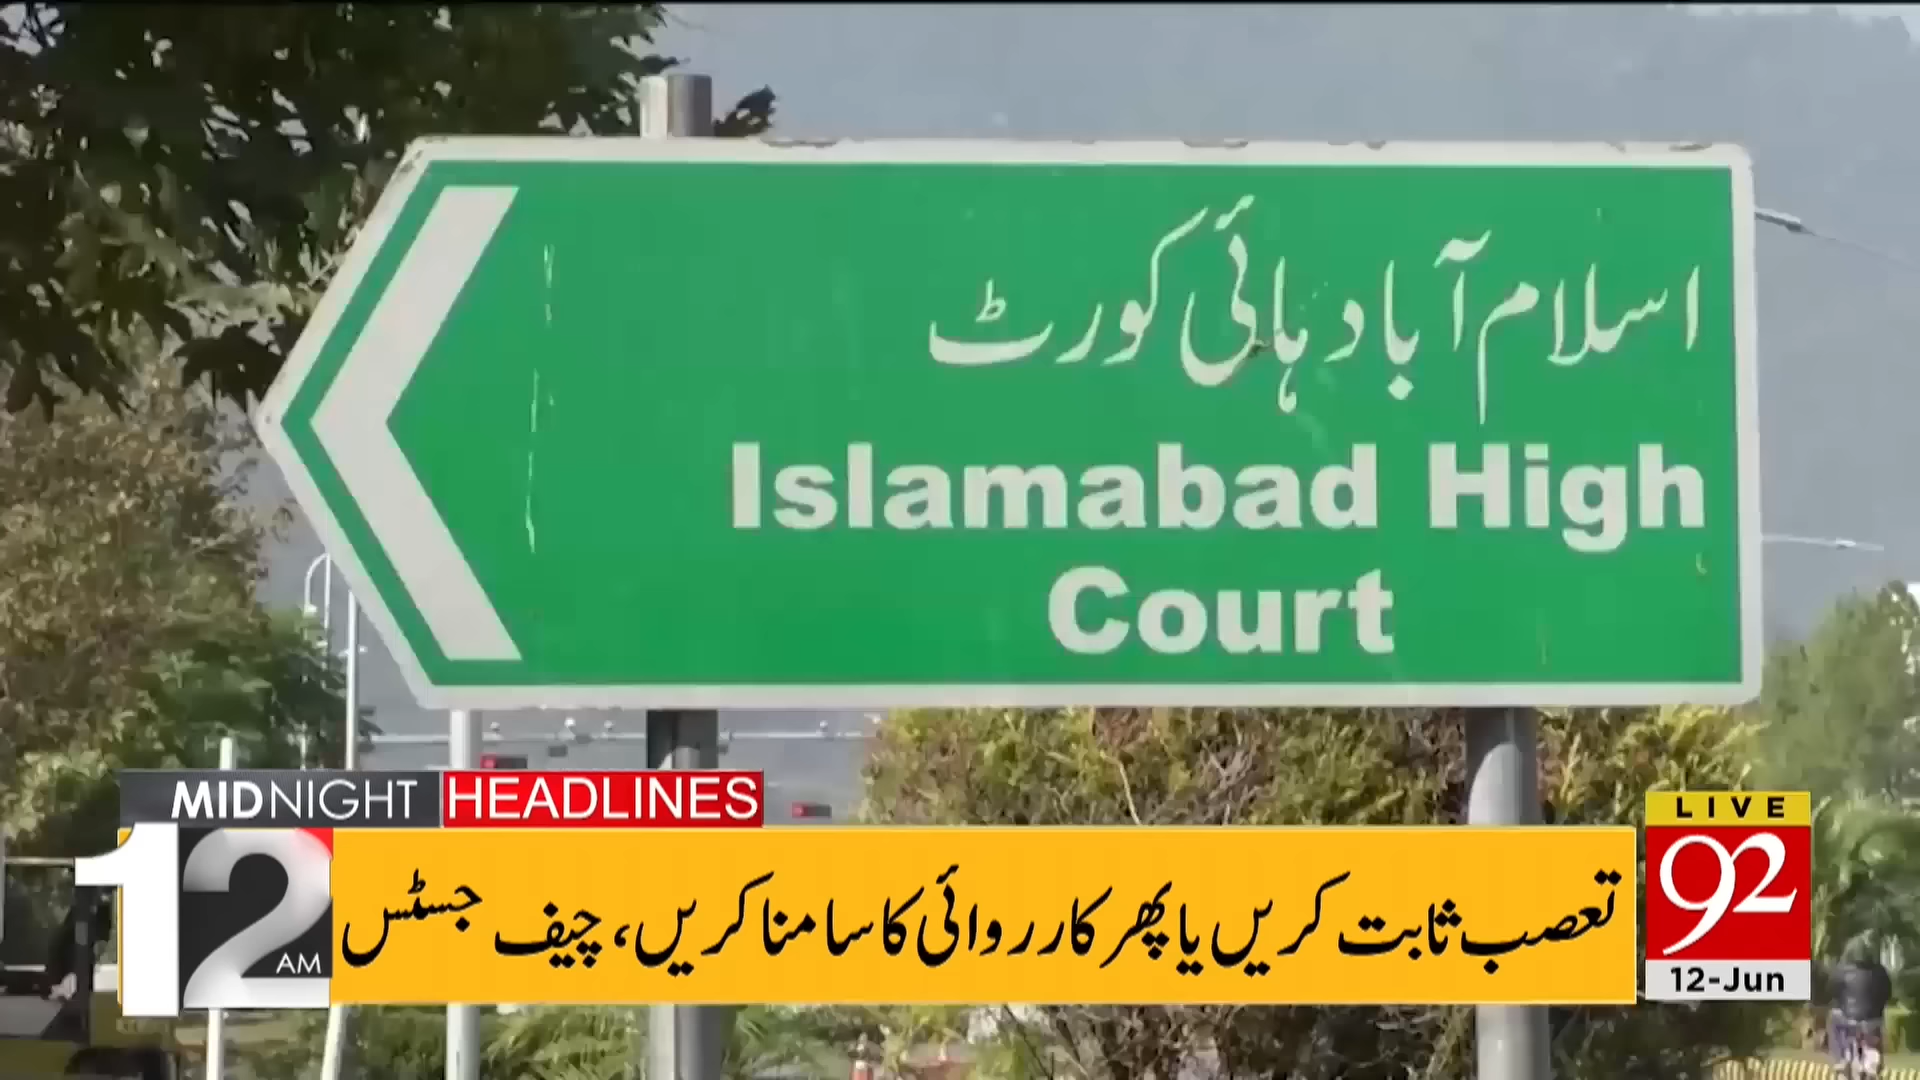 اسلام آباد ہائی کورٹ
Islamabad High
Court
MIDNIGHT HEADLINES
12 AM
تعصب ثابت کریں یا پھر کارروائی کا سامنا کریں، چیف جسٹس
LIVE
92
12-Jun